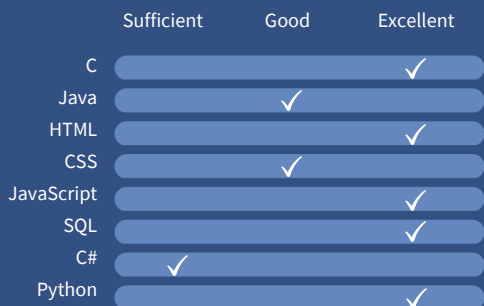 Sufficient Good Excellent
C
Java
HTML
CSS
JavaScript
SQL
C#
Python